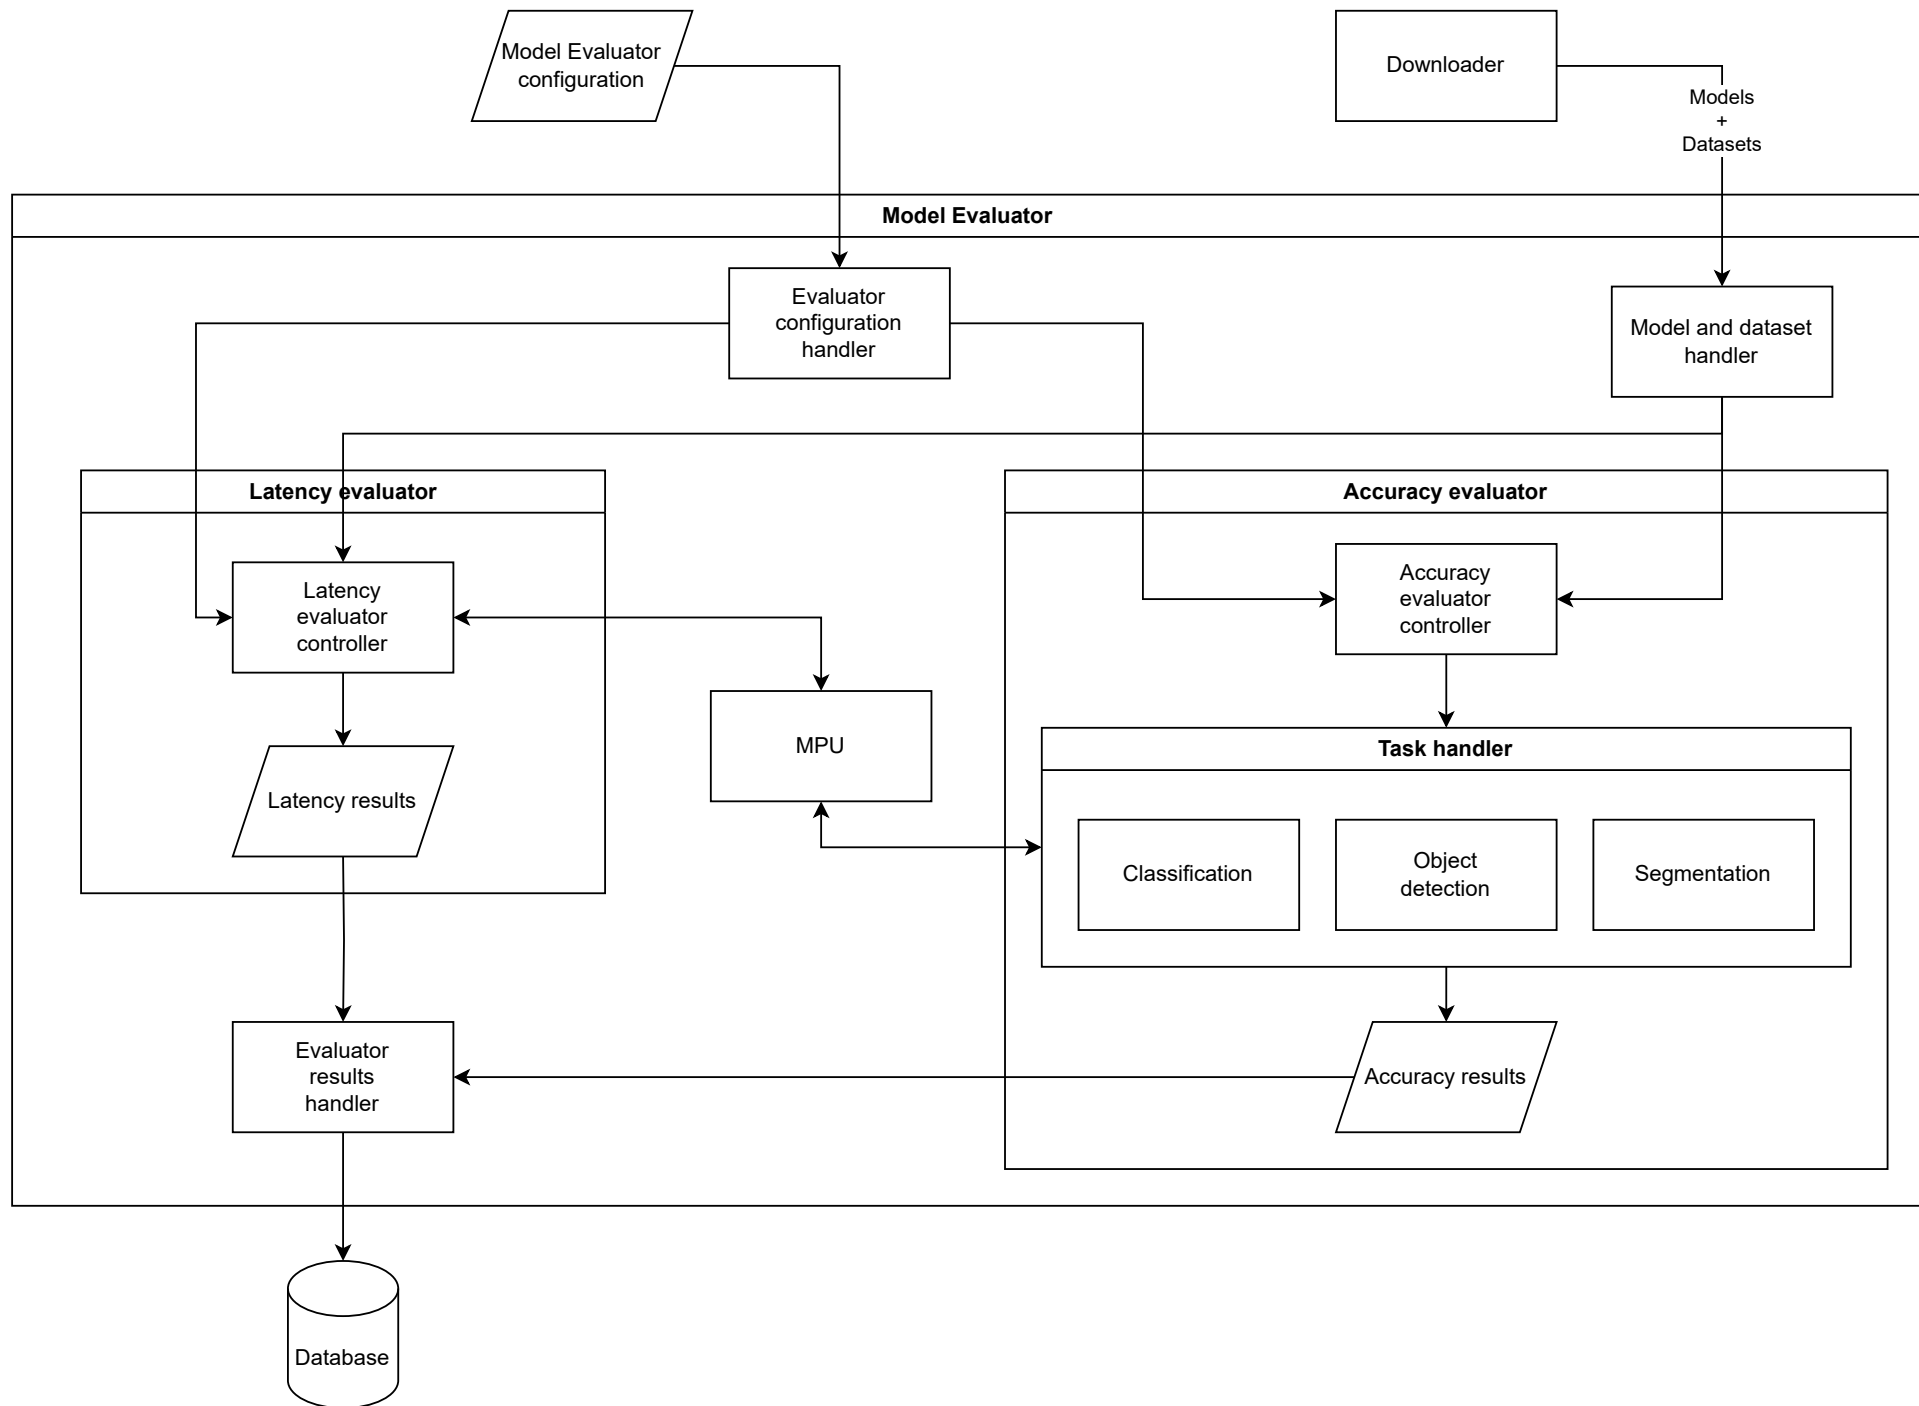 Model Evaluator
configuration
Downloader
Models
+
Datasets
Model Evaluator
Evaluator
configuration
handler
Model and dataset
handler
Latency evaluator
Accuracy evaluator
Latency
evaluator
controller
Accuracy
evaluator
controller
MPU
Task handler
Latency results
Classification
Object
detection
Segmentation
Evaluator
results
handler
Accuracy results
Database